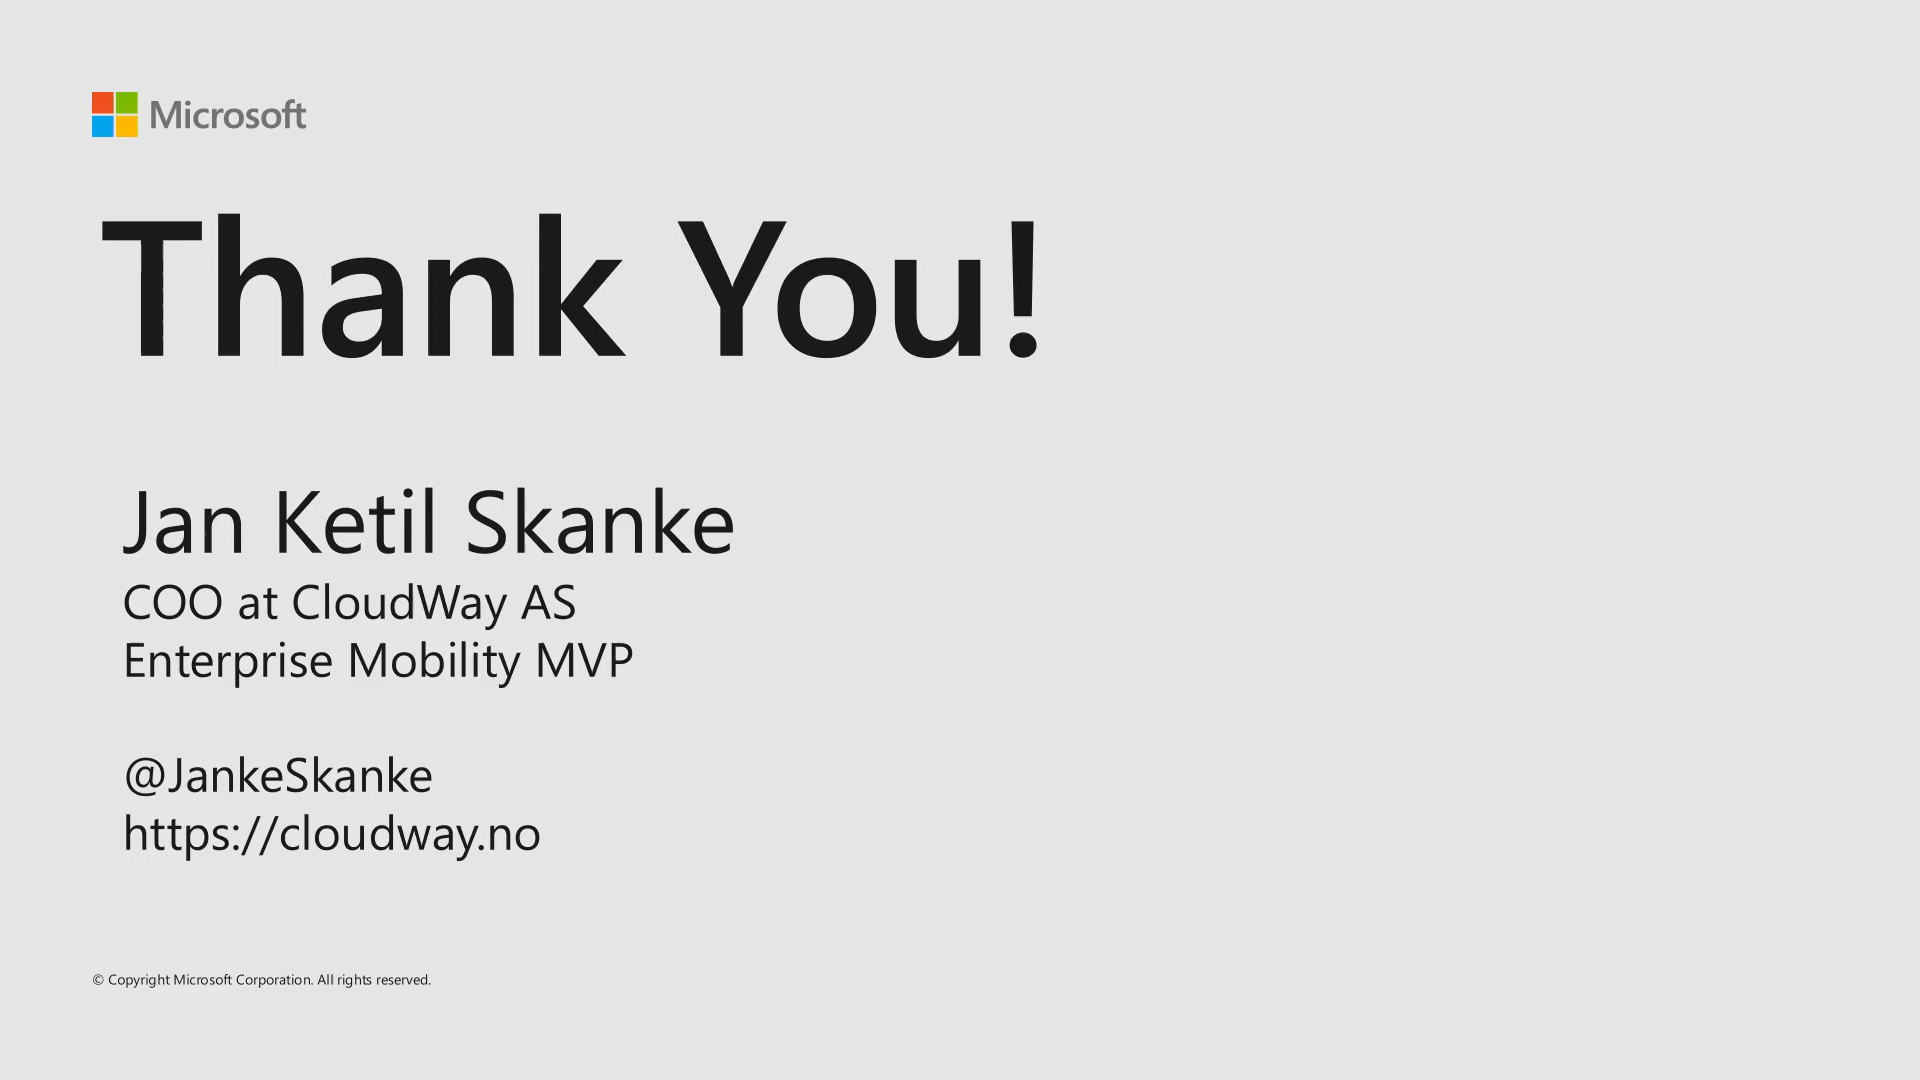 Microsoft
Thank You!
Jan Ketil Skanke
COO at CloudWay AS
Enterprise Mobility MVP
@JankeSkanke
https://cloudway.no
© Copyright Microsoft Corporation. All rights reserved.